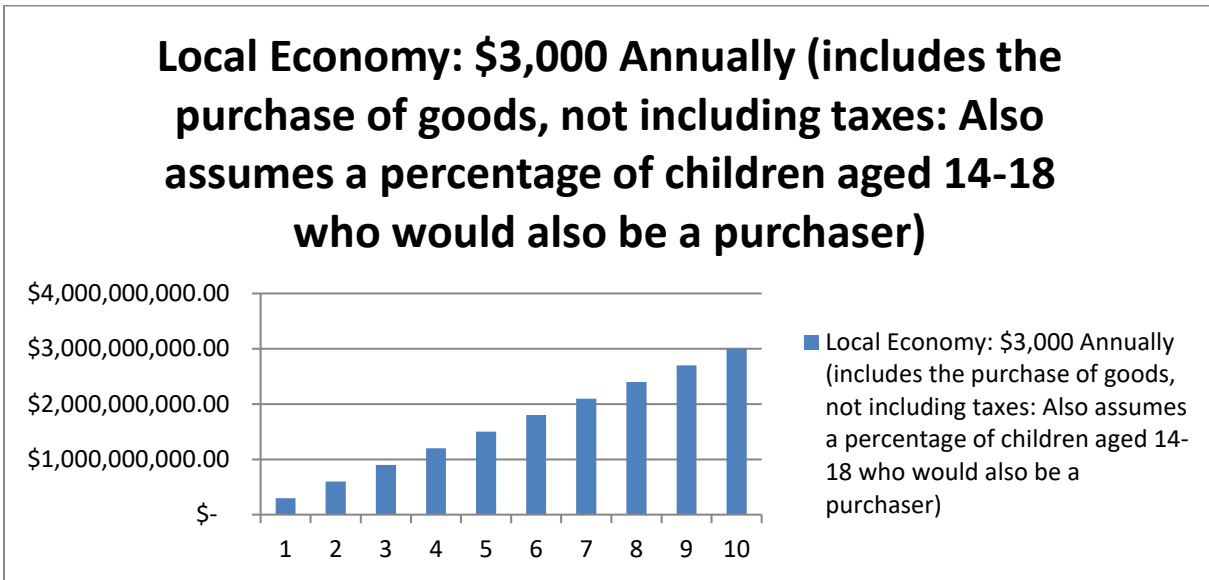 Local Economy: $3,000 Annually (includes the
purchase of goods, not including taxes: Also
assumes a percentage of children aged 14-18
who would also be a purchaser)
$4,000,000,000.00
$3,000,000,000.00
$2,000,000,000.00
$1,000,000,000.00
$-
1 2 3 4 5 6 7 8 9 10
Local Economy: $3,000 Annually
(includes the purchase of goods,
not including taxes: Also assumes
a percentage of children aged 14-
18 who would also be a
purchaser)